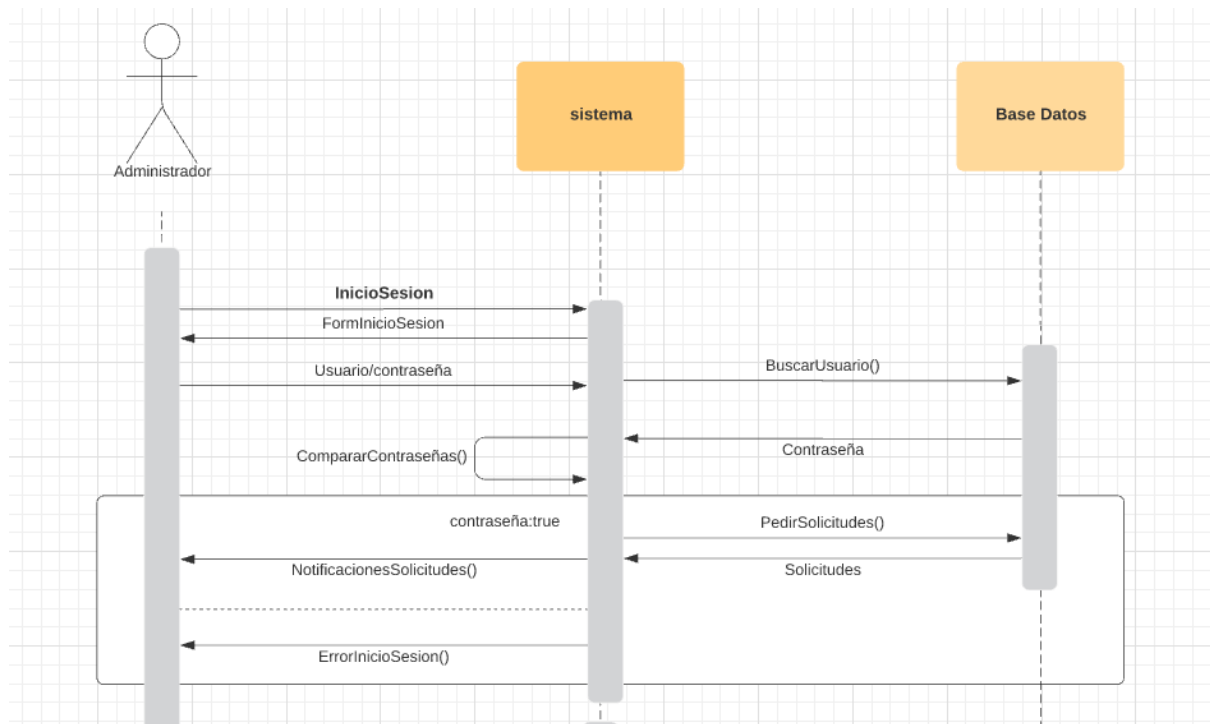 sistema
Base Datos
Administrador
InicioSesion
FormInicioSesion
Usuario/contraseña
BuscarUsuario()
Contraseña
CompararContraseñas()
contraseña:true
PedirSolicitudes()
NotificacionesSolicitudes()
Solicitudes
ErrorInicioSesion()